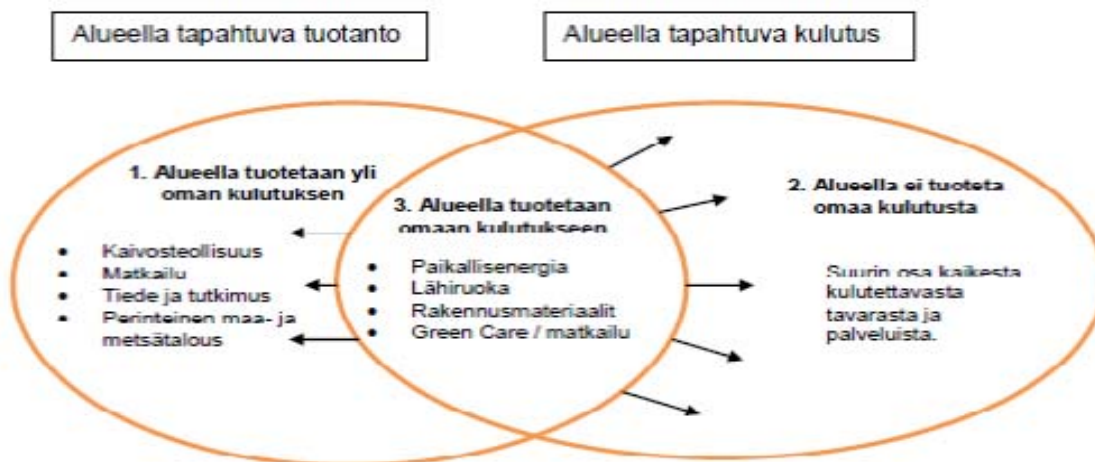 Alueella tapahtuva tuotanto
Alueella tapahtuva kulutus
1. Alueella tuotetaan yli
oman kulutuksen
• Kaivosteollisuus
• Matkailu
• Tiede ja tutkimus
• Perinteinen maa- ja
metsätalous
3. Alueella tuotetaan
omaan kulutukseen
• Paikallisenergia
• Lähiruoka
• Rakennusmateriaalit
• Green Care / matkailu
2. Alueella ei tuoteta
omaa kulutusta
Suurin osa kaikesta
kulutettavasta
tavarasta ja
palveluista.